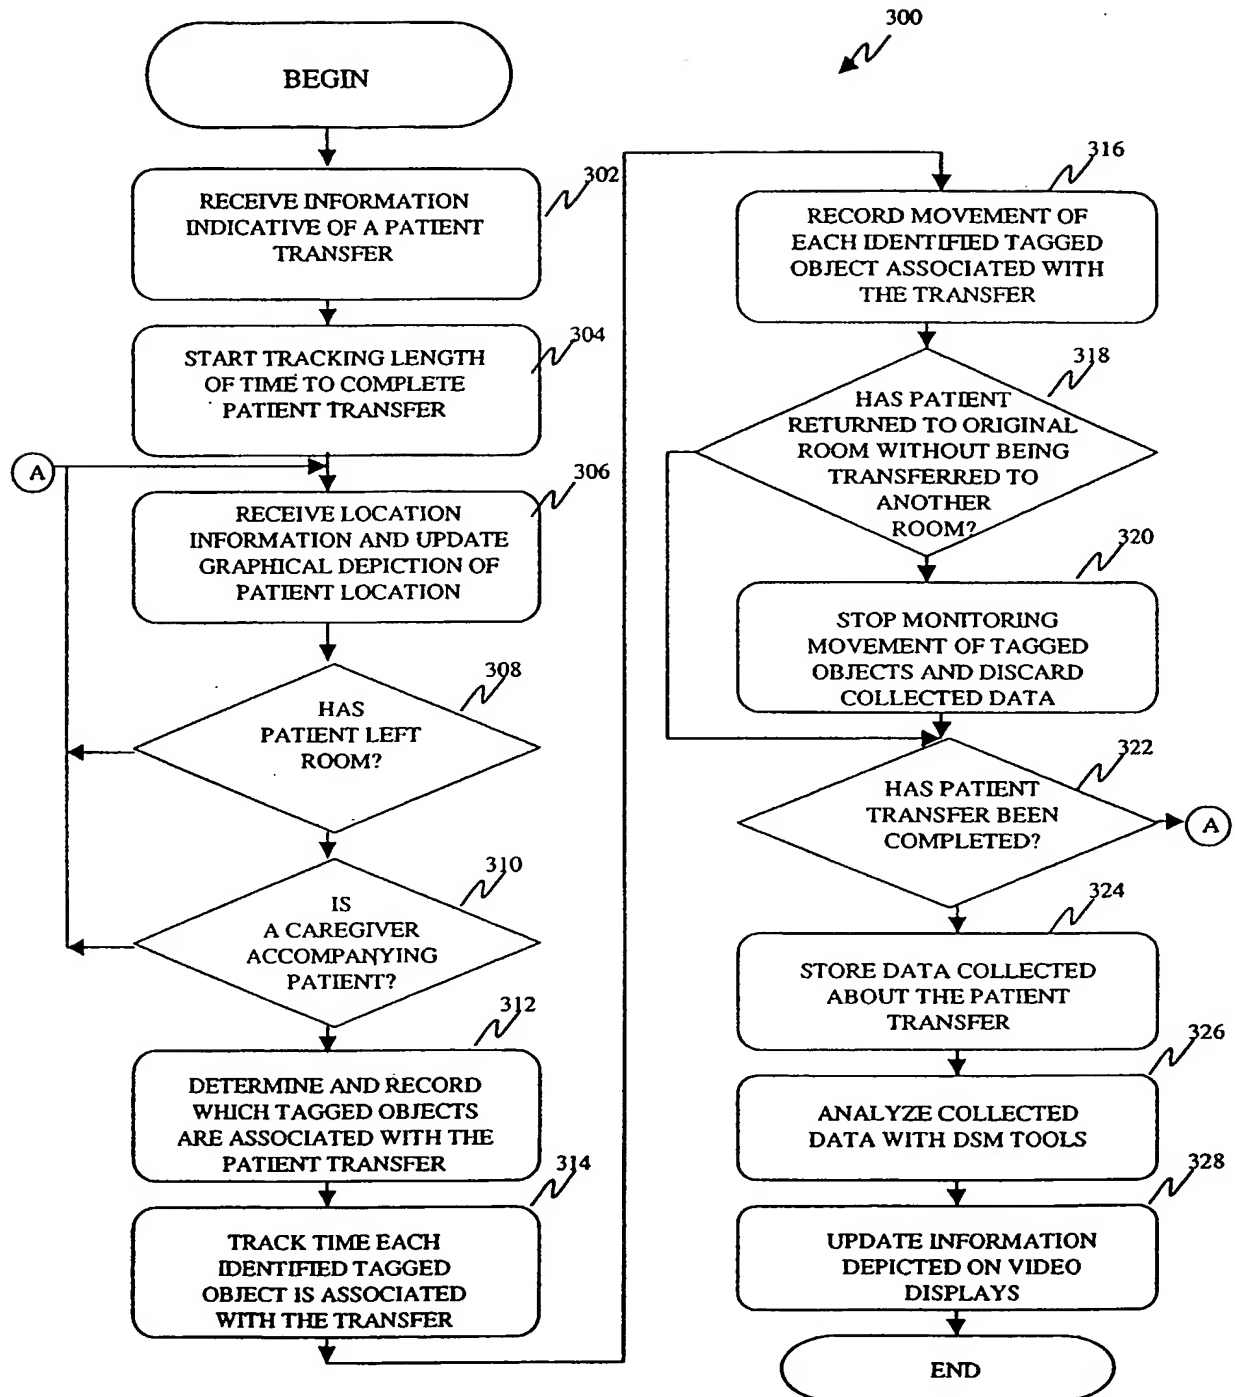 300
BEGIN
302
RECEIVE INFORMATION
INDICATIVE OF A PATIENT
TRANSFER
304
START TRACKING LENGTH
OF TIME TO COMPLETE
PATIENT TRANSFER
A
306
RECEIVE LOCATION
INFORMATION AND UPDATE
GRAPHICAL DEPICTION OF
PATIENT LOCATION
308
HAS
PATIENT LEFT
ROOM?
310
IS
A CAREGIVER
ACCOMPANYING
PATIENT?
312
DETERMINE AND RECORD
WHICH TAGGED OBJECTS
ARE ASSOCIATED WITH THE
PATIENT TRANSFER
314
TRACK TIME EACH
IDENTIFIED TAGGED
OBJECT IS ASSOCIATED
WITH THE TRANSFER
316
RECORD MOVEMENT OF
EACH IDENTIFIED TAGGED
OBJECT ASSOCIATED WITH
THE TRANSFER
318
HAS PATIENT
RETURNED TO ORIGINAL
ROOM WITHOUT BEING
TRANSFERRED TO
ANOTHER
ROOM?
320
STOP MONITORING
MOVEMENT OF TAGGED
OBJECTS AND DISCARD
COLLECTED DATA
322
HAS PATIENT
TRANSFER BEEN
COMPLETED?
A
324
STORE DATA COLLECTED
ABOUT THE PATIENT
TRANSFER
326
ANALYZE COLLECTED
DATA WITH DSM TOOLS
328
UPDATE INFORMATION
DEPICTED ON VIDEO
DISPLAYS
END